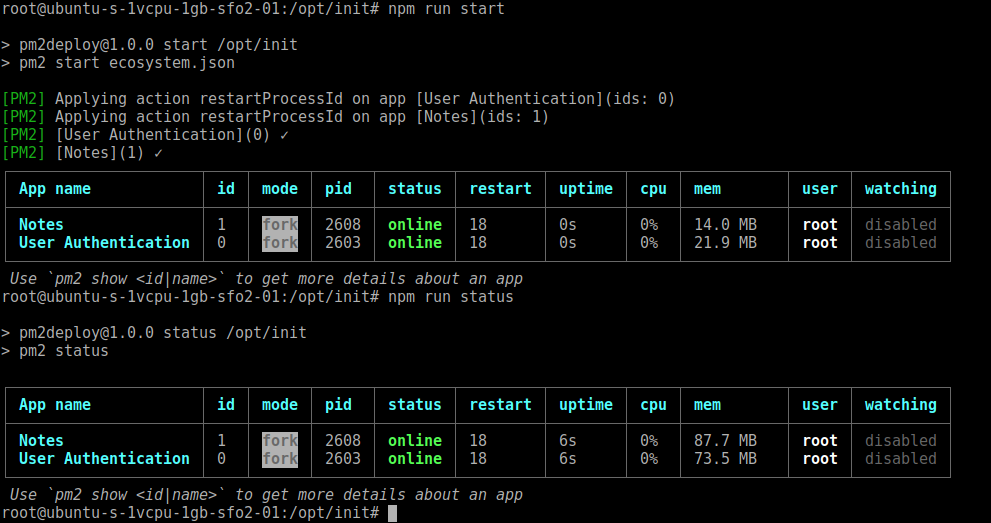 root@ubuntu-s-1vcpu-1gb-sfo2-01:/opt/init# npm run start
> pm2deploy@1.0.0 start /opt/init
> pm2 start ecosystem.json
[PM2] Applying action restartProcessId on app [User Authentication](ids: 0)
[PM2] Applying action restartProcessId on app [Notes](ids: 1)
[PM2] [User Authentication](0) ✓
[PM2] [Notes](1) ✓
App name id mode pid status restart uptime cpu mem user watching
Notes 1 fork 2608 online 18 0s 0% 14.0 MB root disabled
User Authentication 0 fork 2603 online 18 0s 0% 21.9 MB root disabled
Use `pm2 show <id|name>` to get more details about an app
root@ubuntu-s-1vcpu-1gb-sfo2-01:/opt/init# npm run status
> pm2deploy@1.0.0 status /opt/init
> pm2 status
App name id mode pid status restart uptime cpu mem user watching
Notes 1 fork 2608 online 18 6s 0% 87.7 MB root disabled
User Authentication 0 fork 2603 online 18 6s 0% 73.5 MB root disabled
Use `pm2 show <id|name>` to get more details about an app
root@ubuntu-s-1vcpu-1gb-sfo2-01:/opt/init#